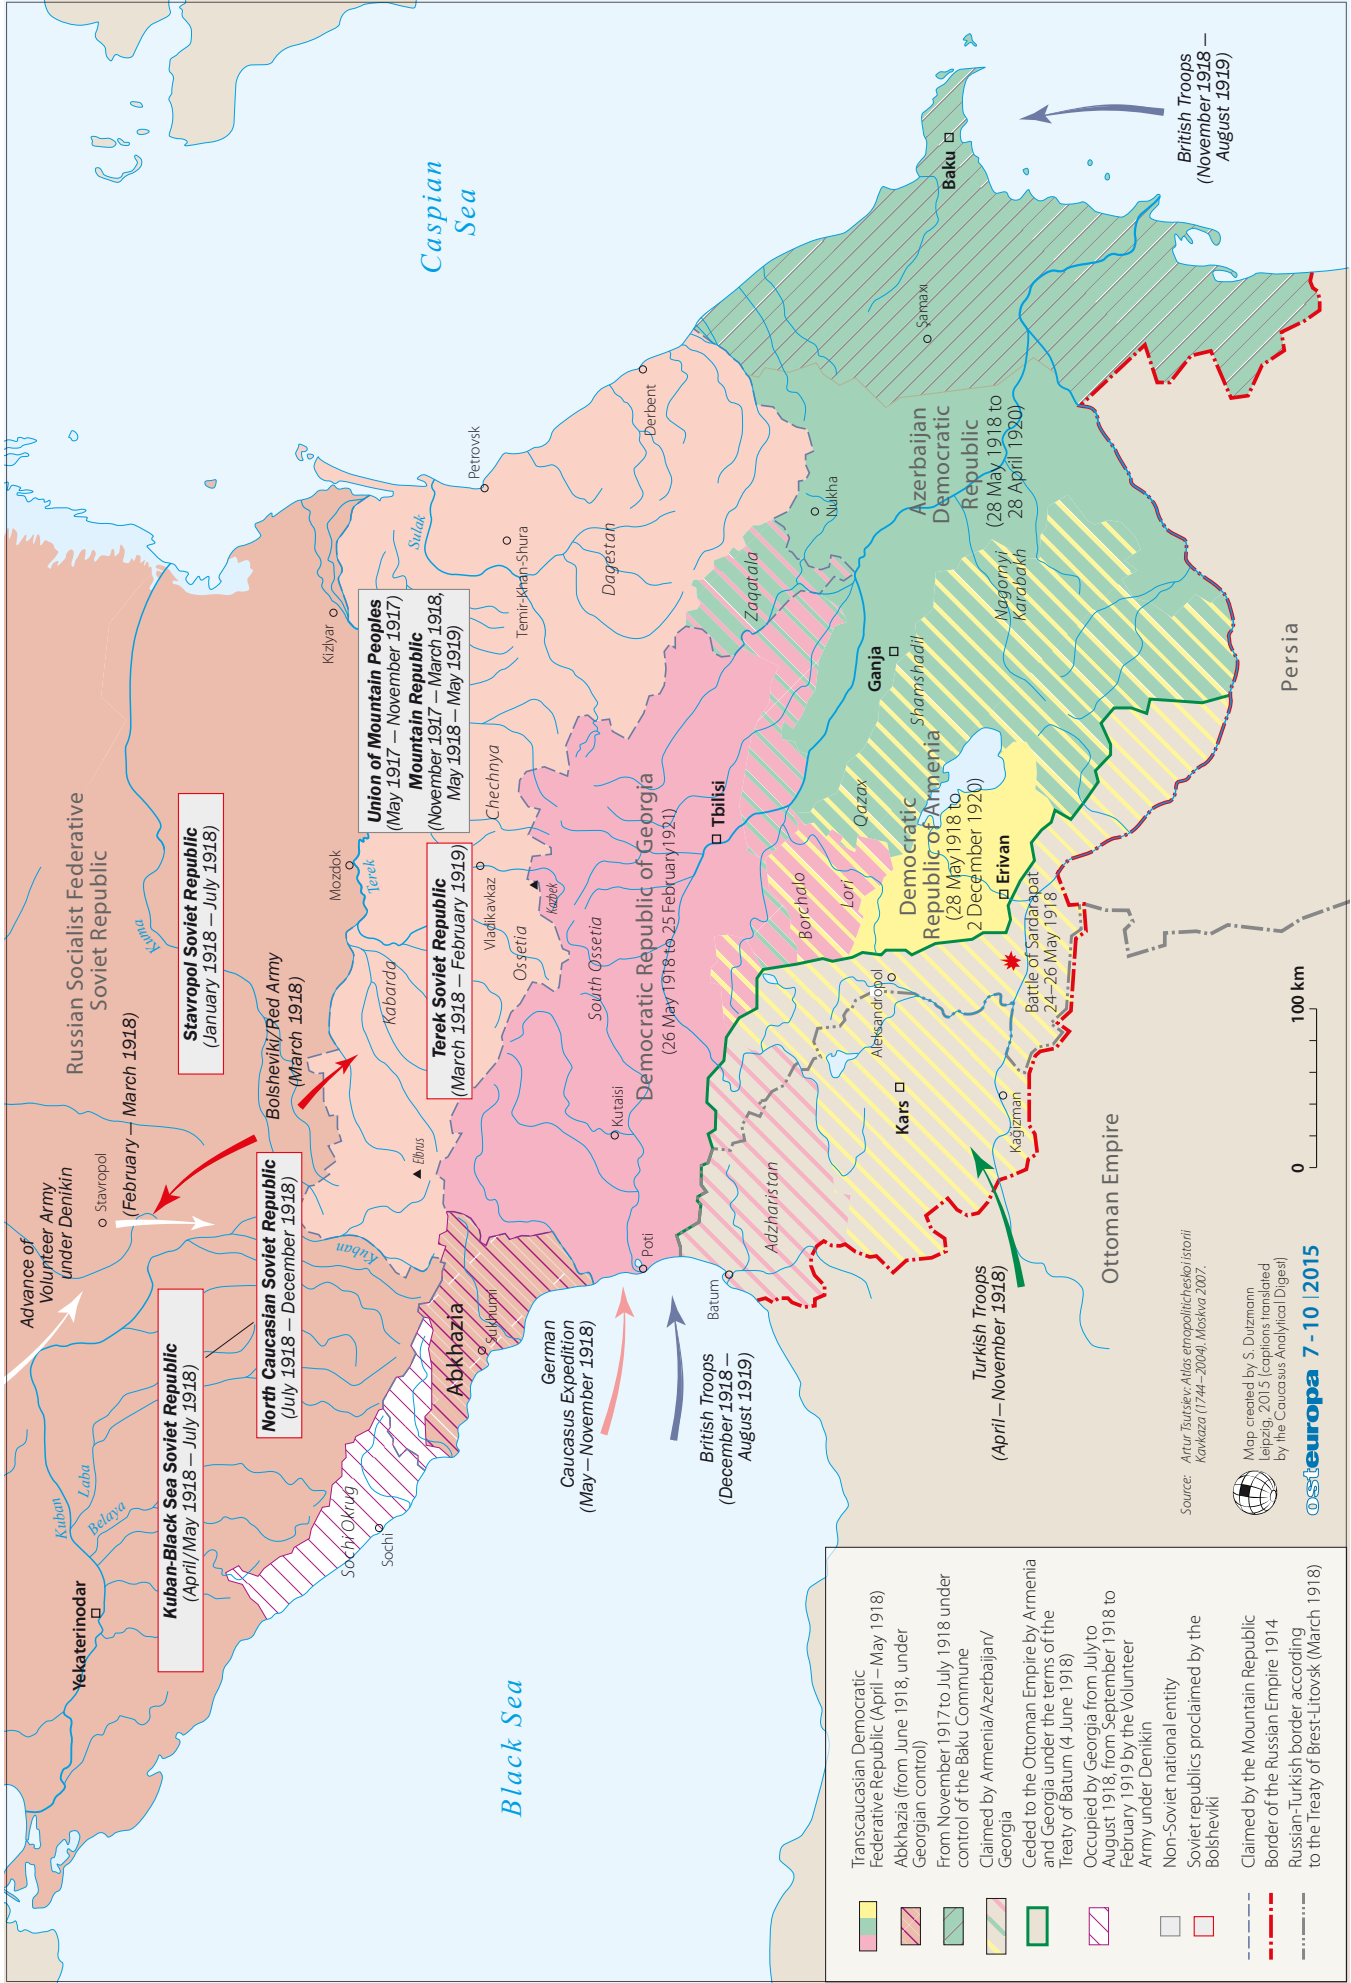 Russian Socialist Federative
Soviet Republic
Caspian
Sea
Black Sea
Persia
Ottoman Empire
Advance of
Volunteer Army
under Denikin
(February – March 1918)
Bolsheviki/Red Army
(March 1918)
Kuban-Black Sea Soviet Republic
(April/May 1918 – July 1918)
North Caucasian Soviet Republic
(July 1918 – December 1918)
Stavropol Soviet Republic
(January 1918 – July 1918)
Terek Soviet Republic
(March 1918 – February 1919)
Union of Mountain Peoples
(May 1917 – November 1917)
Mountain Republic
(November 1917 – March 1918,
May 1918 – May 1919)
Yekaterinodar
Stavropol
Kuban
Laba
Belaya
Kuban
Kuma
Terek
Sulak
Mozdok
Kizlyar
Petrovsk
Temir-Khan-Shura
Derbent
Dagestan
Chechnya
Vladikavkaz
Ossetia
Kabarda
Elbrus
Kazbek
Sochi Okrug
Sochi
Abkhazia
Sukhumi
South Ossetia
Kutaisi
Poti
Batum
Adzharistan
Democratic Republic of Georgia
(26 May 1918 to 25 February 1921)
Tbilisi
Zaqatala
Nukha
Borchalo
Lori
Qazax
Shamshadil
Ganja
Nagornyi
Karabakh
Azerbaijan
Democratic
Republic
(28 May 1918 to
28 April 1920)
Şamaxı
Baku
British Troops
(November 1918 –
August 1919)
Democratic
Republic of Armenia
(28 May 1918 to
2 December 1920)
Erivan
Battle of Sardarapat
24–26 May 1918
Aleksandropol
Kars
Kağızman
German
Caucasus Expedition
(May – November 1918)
British Troops
(December 1918 –
August 1919)
Turkish Troops
(April – November 1918)
0
100 km
Source: Artur Tsutsiev: Atlas etnopoliticheskoi istorii
Kavkaza (1744–2004). Moskva 2007.
Map created by S. Dutzmann
Leipzig, 2015 (captions translated
by the Caucasus Analytical Digest)
osteuropa 7-10 | 2015
Transcaucasian Democratic
Federative Republic (April – May 1918)
Abkhazia (from June 1918, under
Georgian control)
From November 1917 to July 1918 under
control of the Baku Commune
Claimed by Armenia/Azerbaijan/
Georgia
Ceded to the Ottoman Empire by Armenia
and Georgia under the terms of the
Treaty of Batum (4 June 1918)
Occupied by Georgia from July to
August 1918, from September 1918 to
February 1919 by the Volunteer
Army under Denikin
Non-Soviet national entity
Soviet republics proclaimed by the
Bolsheviki
Claimed by the Mountain Republic
Border of the Russian Empire 1914
Russian-Turkish border according
to the Treaty of Brest-Litovsk (March 1918)